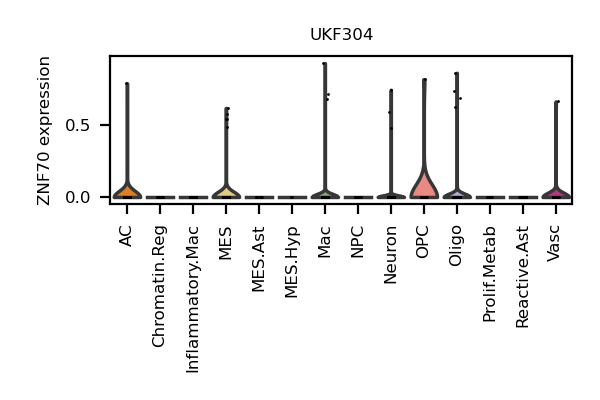 UKF304
ZNF70 expression
0.5
0.0
AC
Chromatin.Reg
Inflammatory.Mac
MES
MES.Ast
MES.Hyp
Mac
NPC
Neuron
OPC
Oligo
Prolif.Metab
Reactive.Ast
Vasc